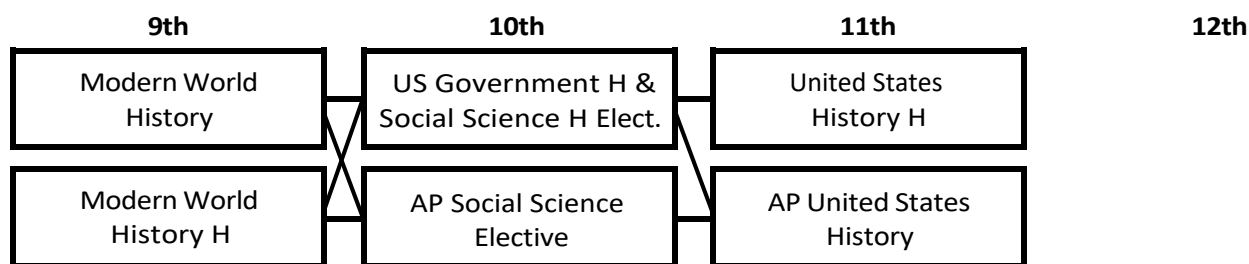 9th 10th 11th 12th
Modern World
History
US Government H &
Social Science H Elect.
United States
History H
Modern World
History H
AP Social Science
Elective
AP United States
History